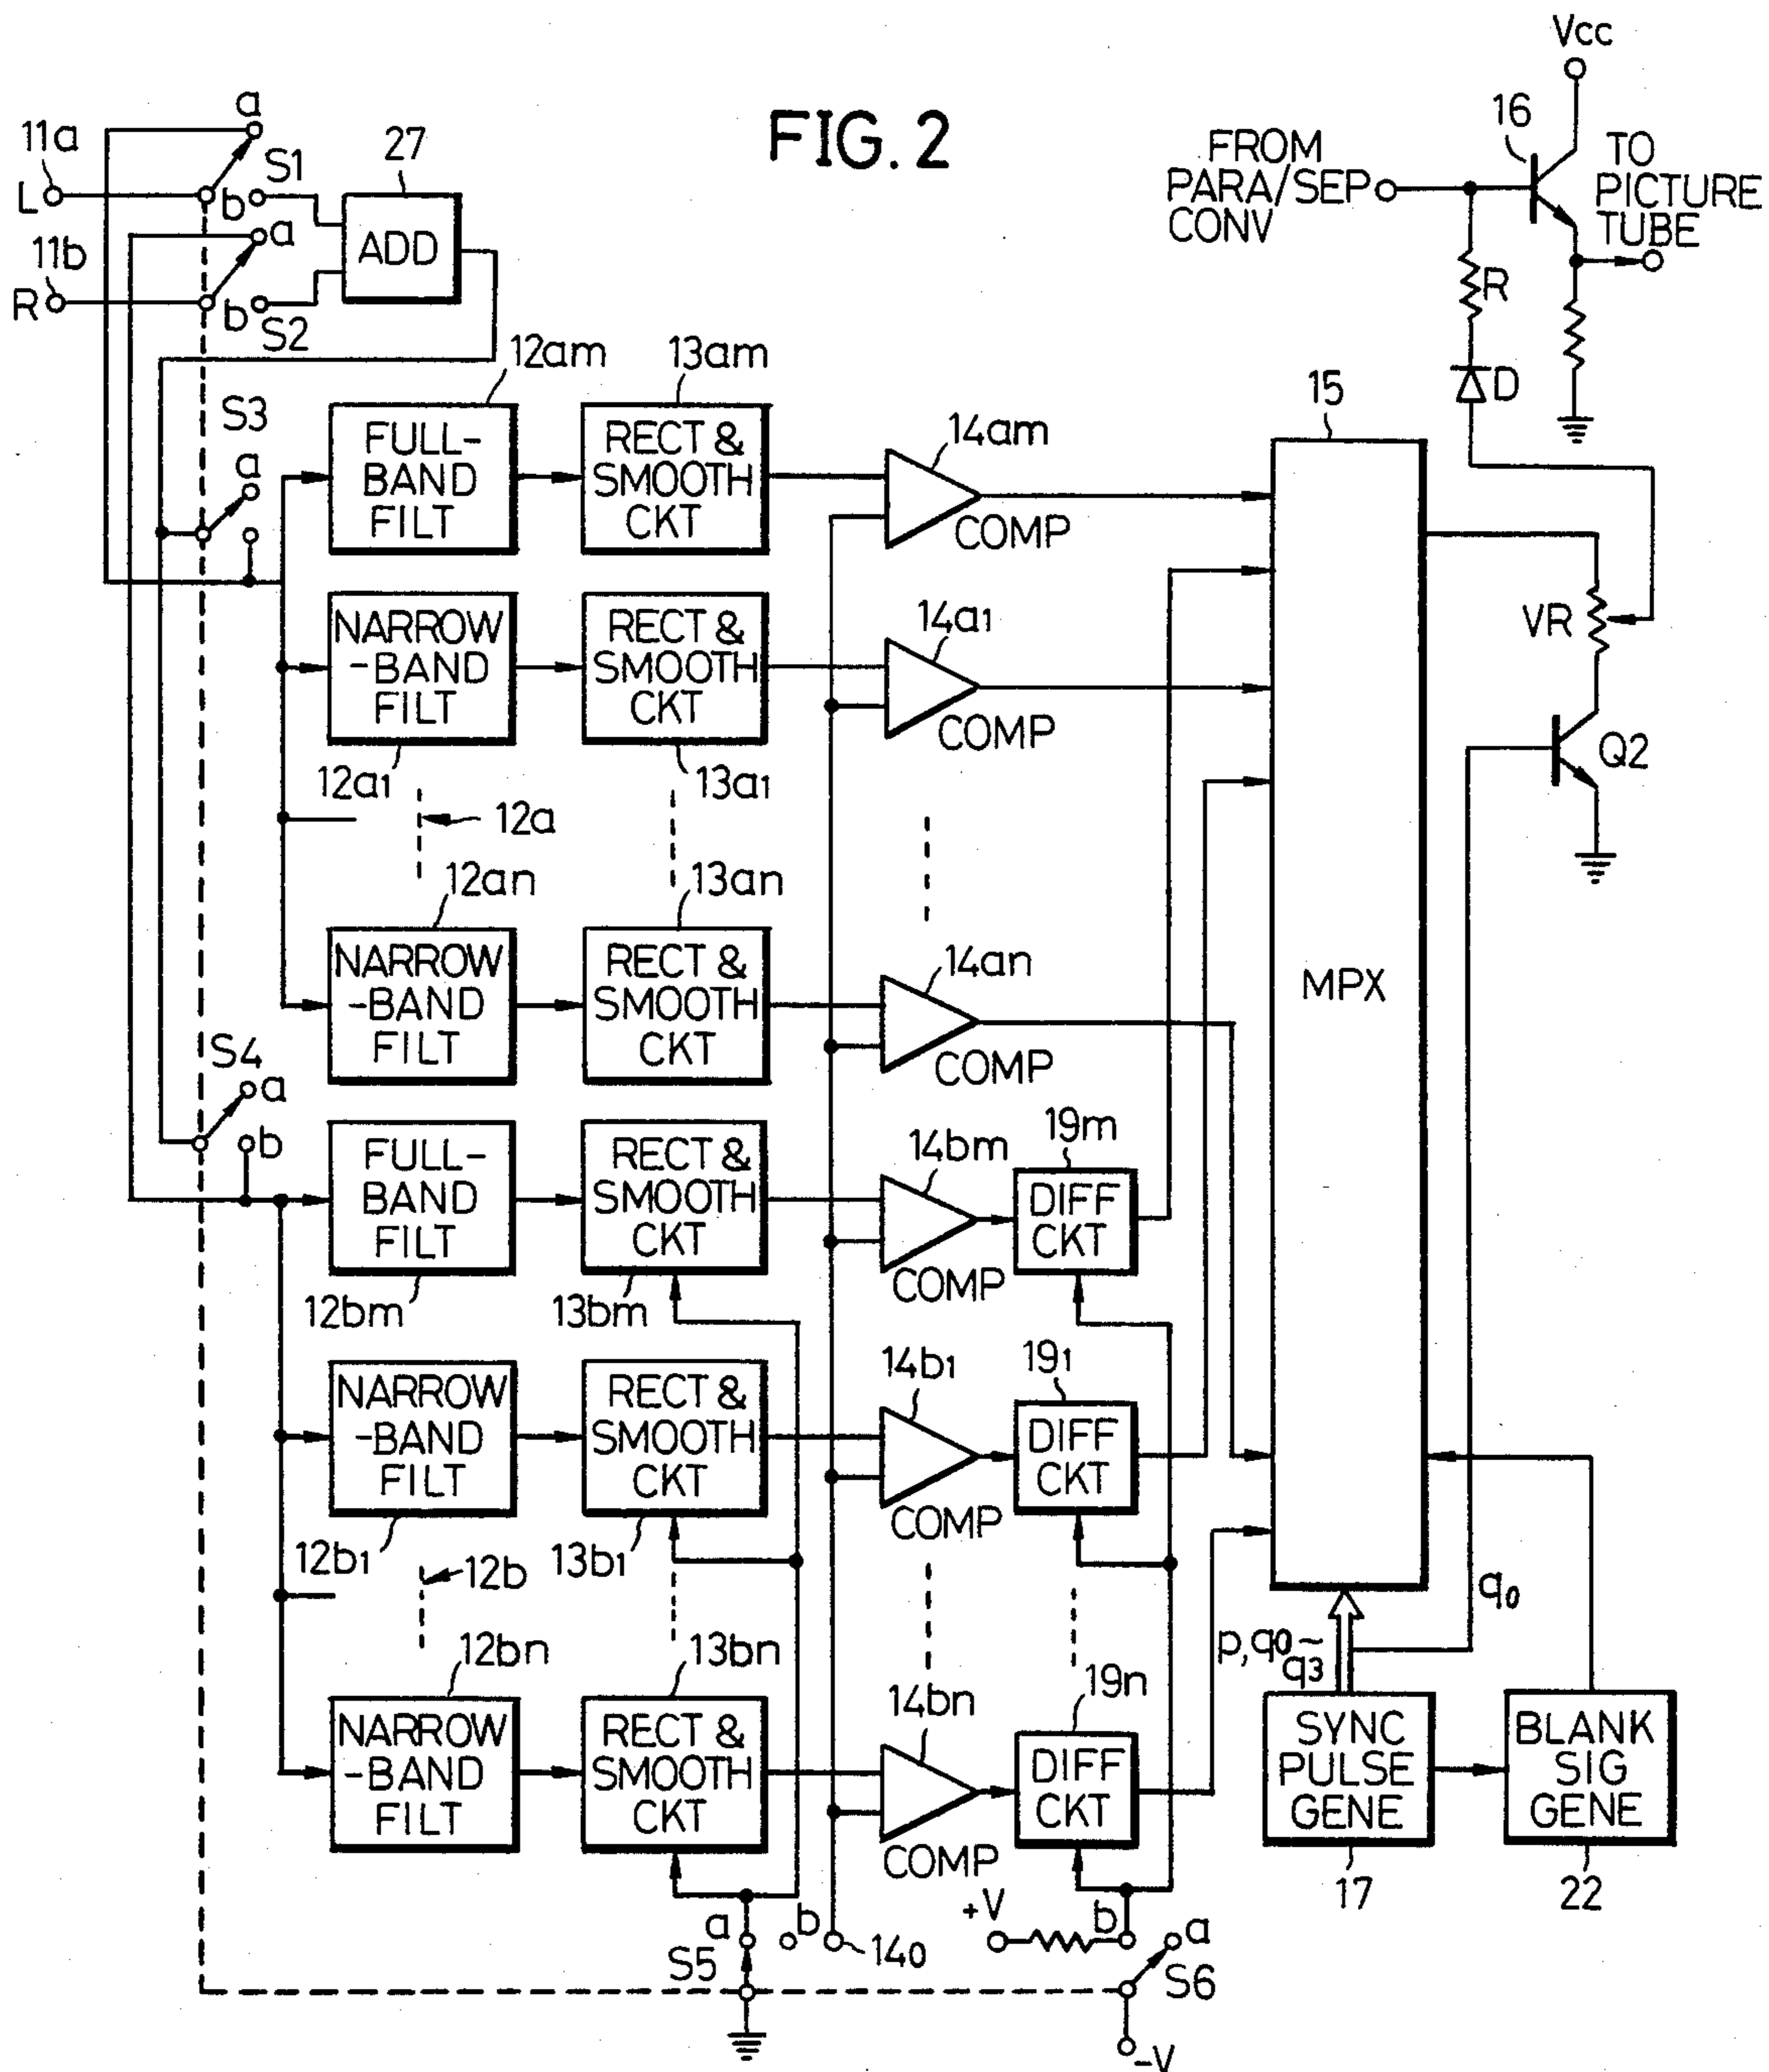 FIG. 2
Vcc
16
FROM
PARA/SEP
CONV
TO
PICTURE
TUBE
R
D
a
11a
L
S1
b
27
ADD
a
11b
R
b
S2
12am
FULL-
BAND
FILT
13am
RECT &
SMOOTH
CKT
14am
COMP
15
MPX
S3
a
NARROW
-BAND
FILT
12a1
RECT &
SMOOTH
CKT
13a1
14a1
COMP
VR
Q2
12a
12an
NARROW
-BAND
FILT
13an
RECT &
SMOOTH
CKT
14an
COMP
S4
a
b
FULL-
BAND
FILT
12bm
RECT &
SMOOTH
CKT
13bm
14bm
COMP
19m
DIFF
CKT
NARROW
-BAND
FILT
12b1
RECT &
SMOOTH
CKT
13b1
14b1
COMP
191
DIFF
CKT
12b
12bn
NARROW
-BAND
FILT
13bn
RECT &
SMOOTH
CKT
14bn
COMP
19n
DIFF
CKT
p,q0~
q3
q0
SYNC
PULSE
GENE
17
BLANK
SIG
GENE
22
a
b
140
S5
+V
b
a
S6
-V